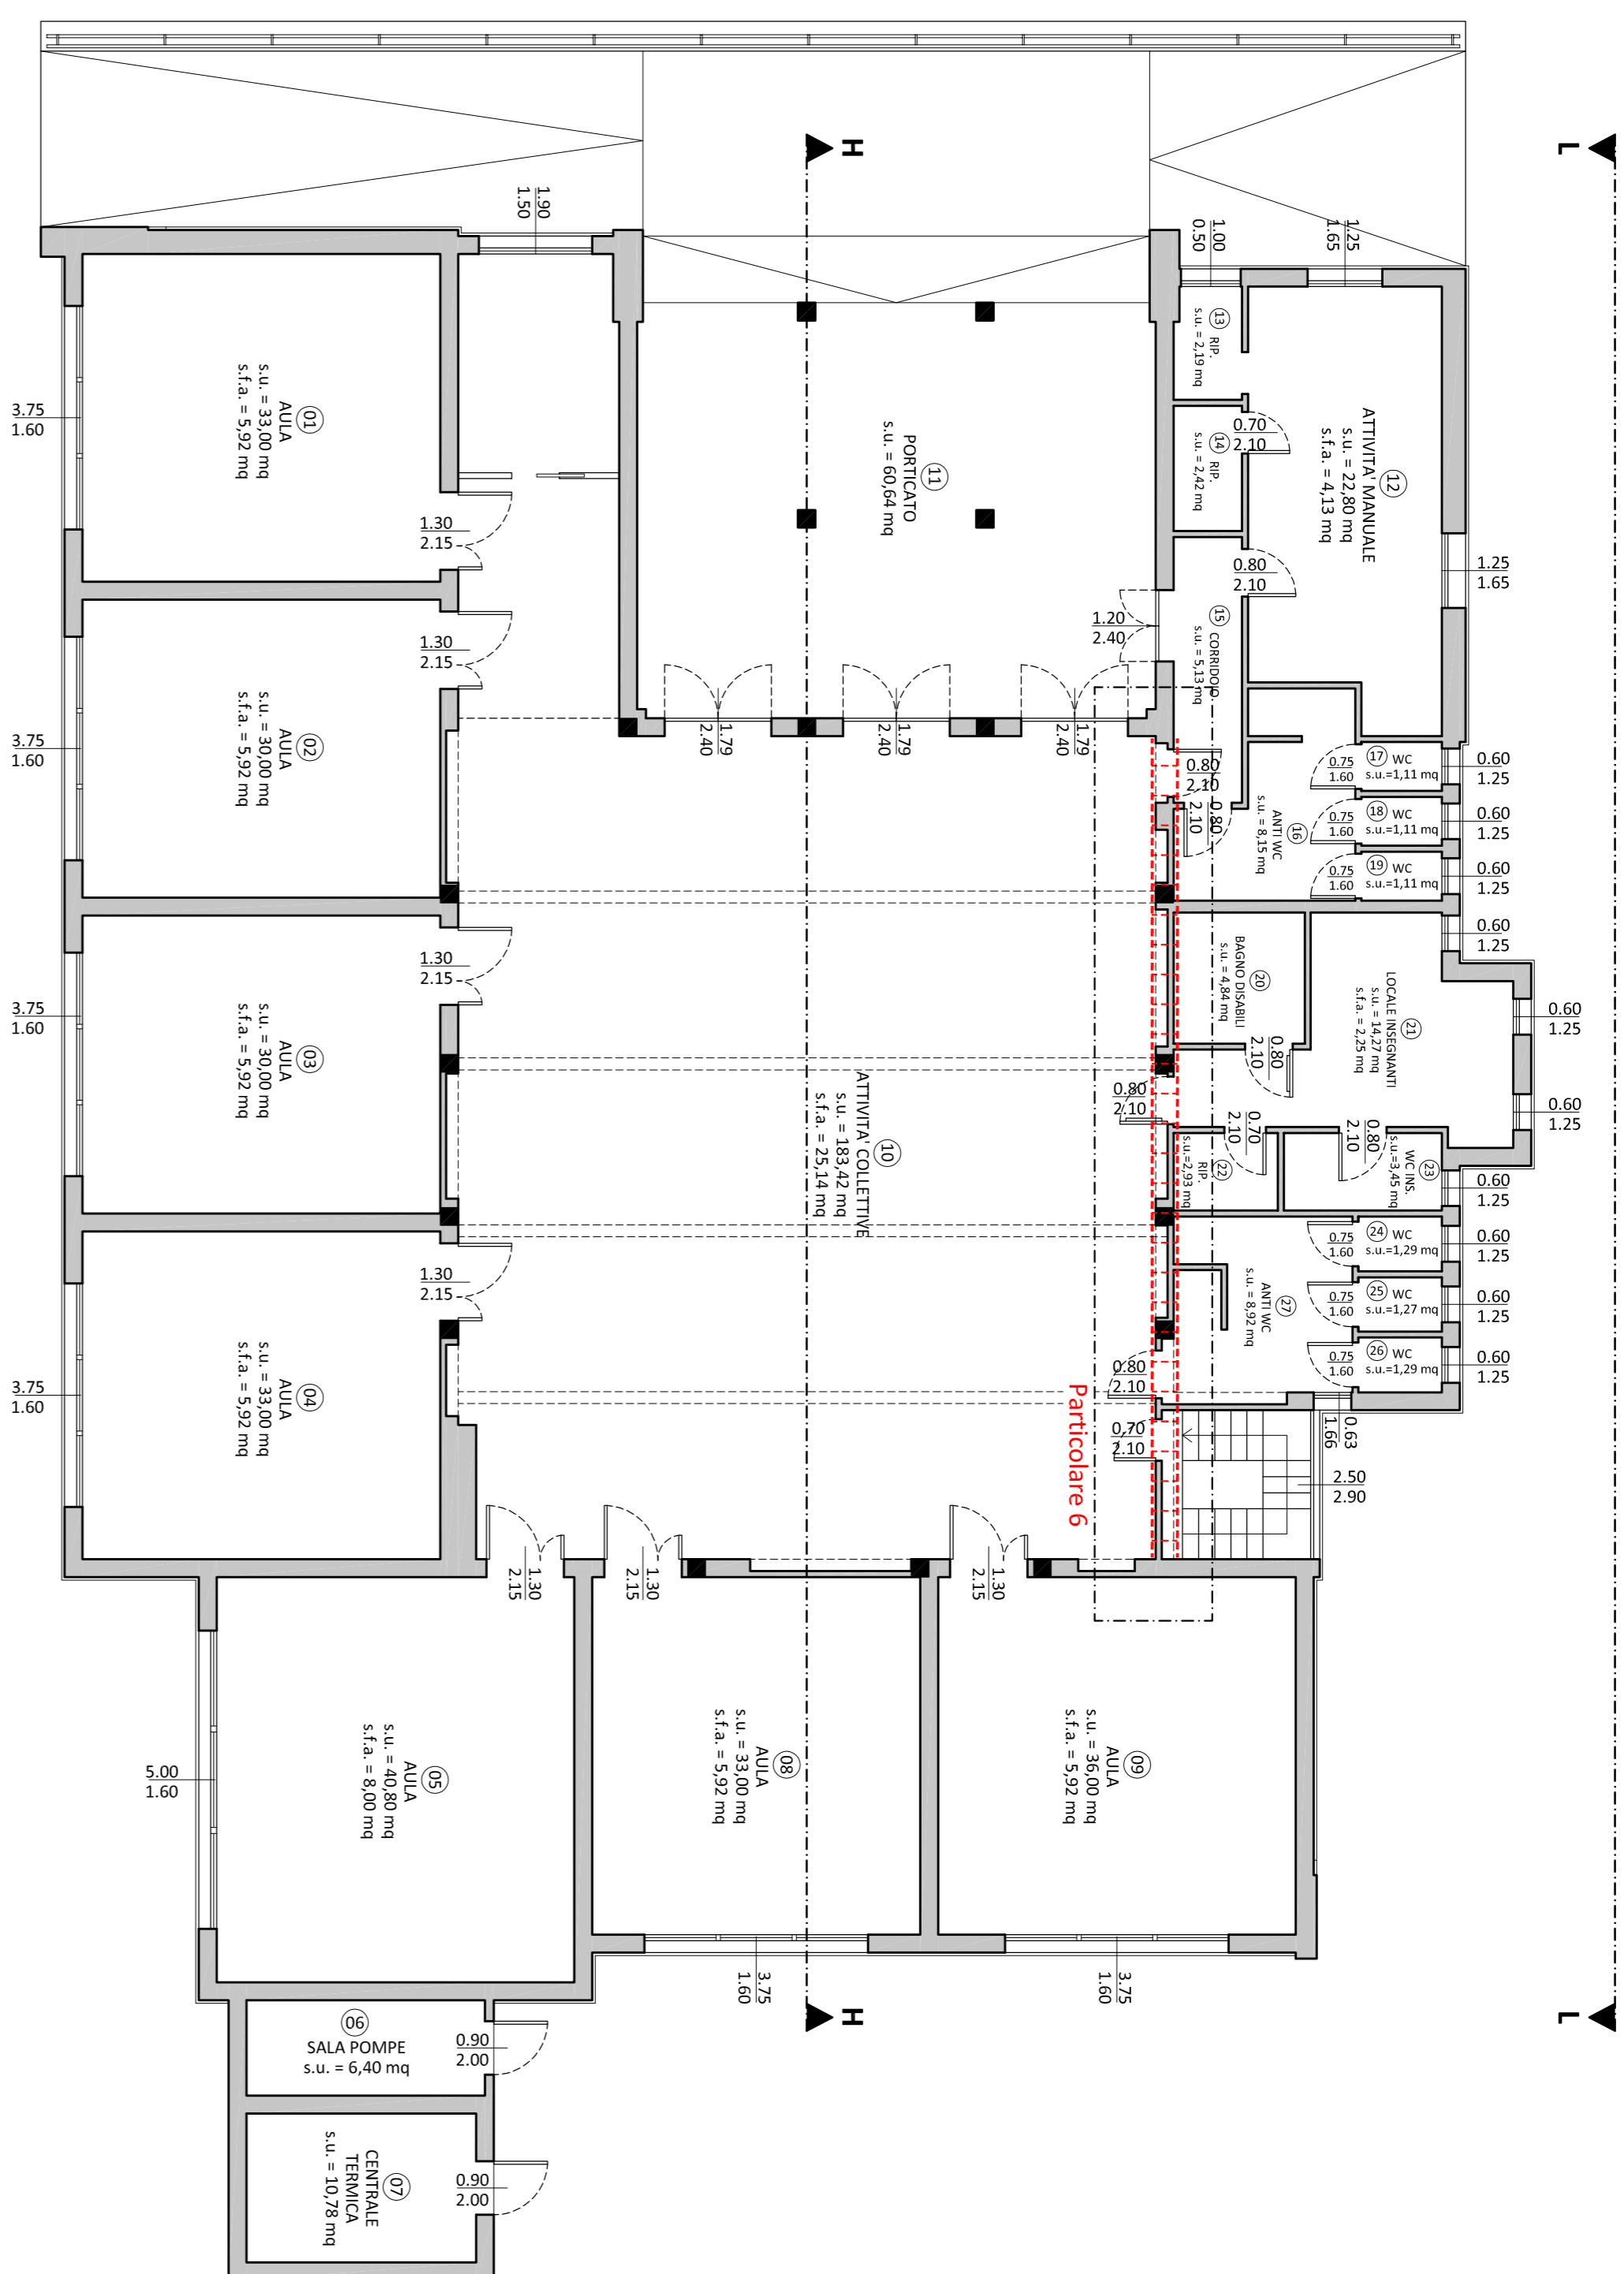 L
L
H
H
1.90
1.50
1.00
0.50
1.25
1.65
13
RIP.
s.u. = 2,19 mq
14
RIP.
s.u. = 2,42 mq
0.70
2.10
12
ATTIVITA' MANUALE
s.u. = 22,80 mq
s.f.a. = 4,13 mq
1.25
1.65
0.80
2.10
15
CORRIDOIO
s.u. = 5,13 mq
1.20
2.40
11
PORTICATO
s.u. = 60,64 mq
1.79
2.40
1.79
2.40
1.79
2.40
01
AULA
s.u. = 33,00 mq
s.f.a. = 5,92 mq
3.75
1.60
1.30
2.15
02
AULA
s.u. = 30,00 mq
s.f.a. = 5,92 mq
3.75
1.60
1.30
2.15
03
AULA
s.u. = 30,00 mq
s.f.a. = 5,92 mq
3.75
1.60
1.30
2.15
04
AULA
s.u. = 33,00 mq
s.f.a. = 5,92 mq
3.75
1.60
1.30
2.15
10
ATTIVITA' COLLETTIVE
s.u. = 183,42 mq
s.f.a. = 25,14 mq
0.80
2.10
0.80
2.10
16
ANTI WC
s.u. = 8,15 mq
17
WC
s.u.=1,11 mq
0.75
1.60
0.60
1.25
18
WC
s.u.=1,11 mq
0.75
1.60
0.60
1.25
19
WC
s.u.=1,11 mq
0.75
1.60
0.60
1.25
0.60
1.25
20
BAGNO DISABILI
s.u. = 4,84 mq
0.80
2.10
21
LOCALE INSEGNANTI
s.u. = 14,27 mq
s.f.a. = 2,25 mq
0.60
1.25
0.60
1.25
0.80
2.10
0.70
2.10
0.80
2.10
22
RIP.
s.u.=2,93 mq
23
WC INS.
s.u.=3,45 mq
0.60
1.25
24
WC
s.u.=1,29 mq
0.75
1.60
0.60
1.25
25
WC
s.u.=1,27 mq
0.75
1.60
0.60
1.25
26
WC
s.u.=1,29 mq
0.75
1.60
0.60
1.25
27
ANTI WC
s.u. = 8,92 mq
0.80
2.10
0.70
2.10
0.63
1.66
2.50
2.90
Particolare 6
1.30
2.15
1.30
2.15
1.30
2.15
05
AULA
s.u. = 40,80 mq
s.f.a. = 8,00 mq
5.00
1.60
08
AULA
s.u. = 33,00 mq
s.f.a. = 5,92 mq
3.75
1.60
09
AULA
s.u. = 36,00 mq
s.f.a. = 5,92 mq
3.75
1.60
H
L
06
SALA POMPE
s.u. = 6,40 mq
0.90
2.00
07
CENTRALE
TERMICA
s.u. = 10,78 mq
0.90
2.00